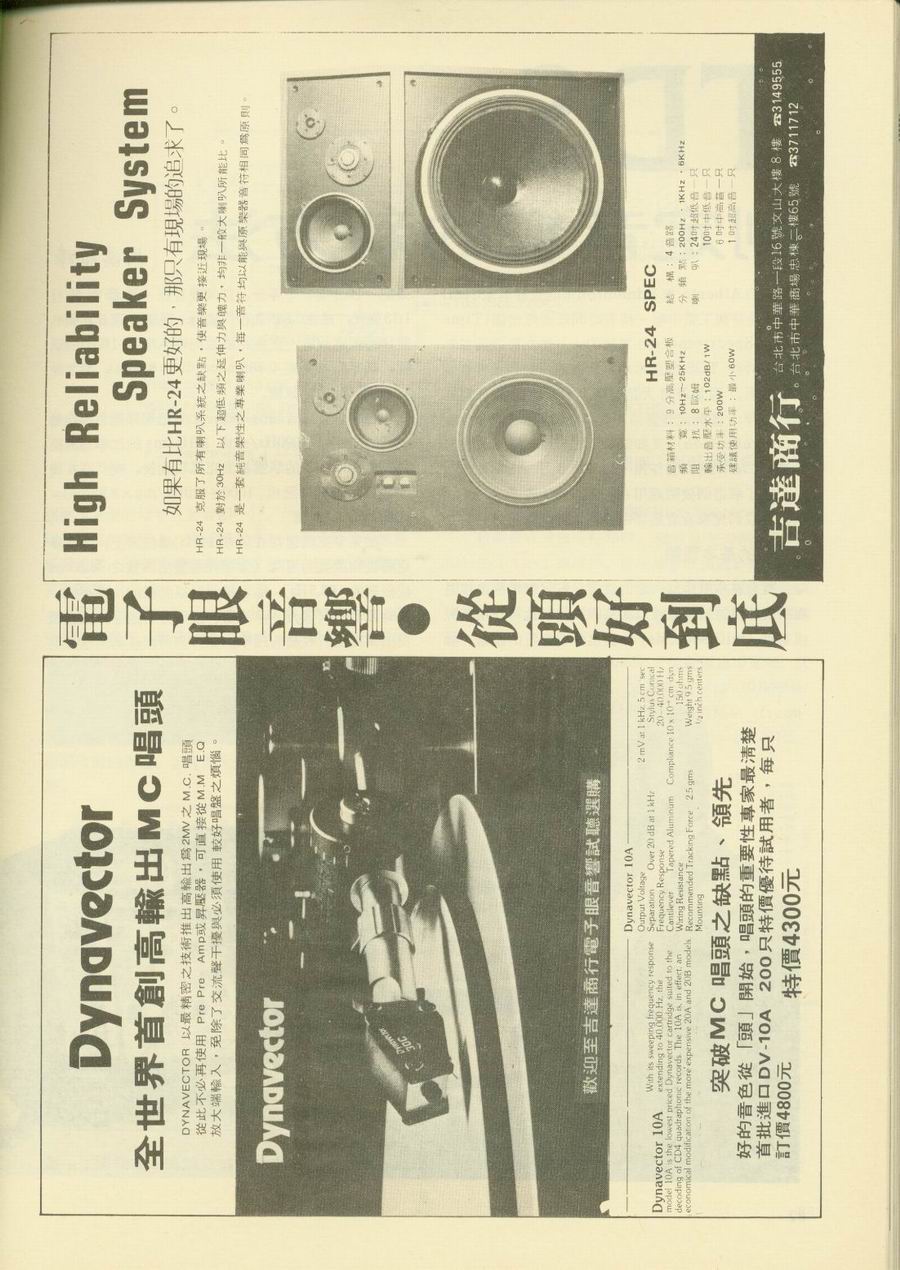 High Reliability
Speaker System
如果有比HR-24更好的，那只有現場的追求了。
HR-24 克服了所有喇叭系統之缺點，使音樂更接近現場。
HR-24 對於30Hz 以下超低頻之延伸力與魄力，均非一般大喇叭所能比。
HR-24 是一套純音樂性之專業喇叭，每一音符均以能與原樂器音符相同為原則。
HR-24 SPEC
音箱材料：9分高壓塑合板
頻 寬：10Hz～25KHz
阻 抗：8歐姆
輸出音壓水準：102dB/1W
承受功率：200W
建議使用功率：最小60W
結 構：4音路
分 頻 點：200Hz，1KHz，6KHz
喇 叭：24吋超低音一只
10吋中低音一只
6吋中高音一只
1吋超高音一只
吉達商行
台北市中華路一段16號文山大樓8樓 ☎3149555
台北市中華商場忠棟二樓65號 ☎3711712
電子眼音響●從頭好到底
Dynavector
全世界首創高輸出MC唱頭
DYNAVECTOR 以最精密之技術推出高輸出為2MV之M.C. 唱頭
從此不必再使用 Pre Pre Amp或昇壓器，可直接從M.M E.Q
放大端輸入，免除了交流聲干擾與必須使用較好唱盤之煩惱。
Dynavector
Dynavector
20C
歡迎至吉達商行電子眼音響試聽選購
Dynavector 10A With its sweeping frequency response
extending to 40,000 Hz, the
model 10A is the lowest priced Dynavector cartridge suited to the
decoding of CD4 quadraphonic records. The 10A is, in effect, an
economical modification of the more expensive 20A and 20B models.
Dynavector 10A
Output Voltage 2 mV at 1 kHz, 5 cm/sec
Separation Over 20 dB at 1 kHz Stylus Conical
Frequency Response 20 - 40,000 Hz
Cantilever Tapered Aluminum Compliance 10 x 10⁻⁶ cm/dyn
Wiring Resistance 150 ohms
Recommended Tracking Force 2.5 gms Weight 9.5 gms
Mounting ½ inch centers
突破MC 唱頭之缺點、領先
好的音色從「頭」開始，唱頭的重要性專家最清楚
首批進口DV-10A 200只特價優待試用者，每只
訂價4800元 特價4300元